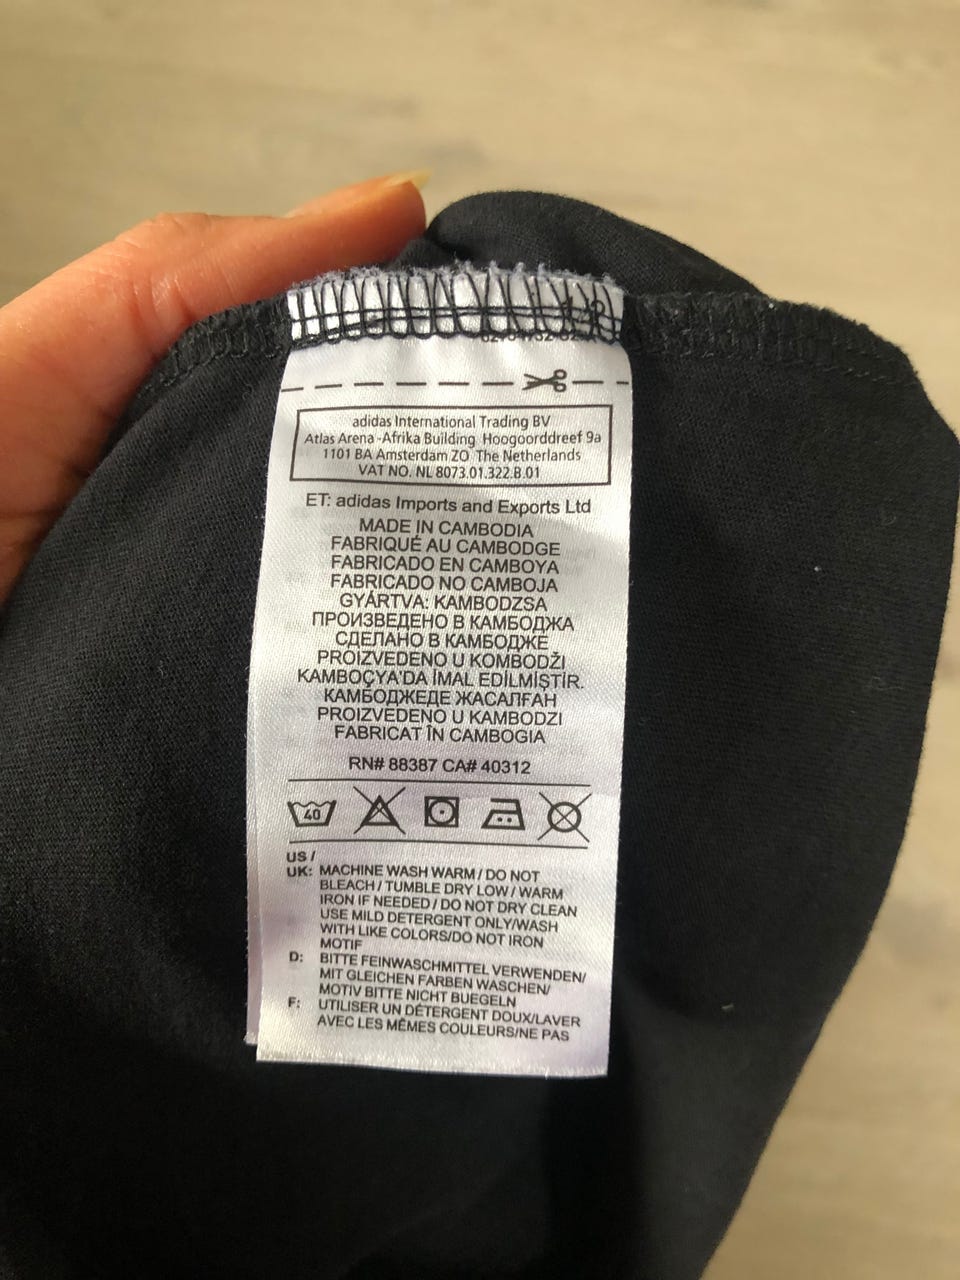 adidas International Trading BV
Atlas Arena -Afrika Building Hoogoorddreef 9a
1101 BA Amsterdam ZO The Netherlands
VAT NO. NL 8073.01.322.B.01
ET: adidas Imports and Exports Ltd
MADE IN CAMBODIA
FABRIQUÉ AU CAMBODGE
FABRICADO EN CAMBOYA
FABRICADO NO CAMBOJA
GYÁRTVA: KAMBODZSA
ПРОИЗВЕДЕНО В КАМБОДЖА
СДЕЛАНО В КАМБОДЖЕ
PROIZVEDENO U KOMBODŽI
KAMBOÇYA'DA İMAL EDİLMİŞTİR.
КАМБОДЖЕДЕ ЖАСАЛҒАН
PROIZVEDENO U KAMBODZI
FABRICAT ÎN CAMBOGIA
RN# 88387 CA# 40312
40
US /
UK: MACHINE WASH WARM / DO NOT
BLEACH / TUMBLE DRY LOW / WARM
IRON IF NEEDED / DO NOT DRY CLEAN
USE MILD DETERGENT ONLY/WASH
WITH LIKE COLORS/DO NOT IRON
MOTIF
D: BITTE FEINWASCHMITTEL VERWENDEN/
MIT GLEICHEN FARBEN WASCHEN/
MOTIV BITTE NICHT BUEGELN
F: UTILISER UN DÉTERGENT DOUX/LAVER
AVEC LES MÊMES COULEURS/NE PAS